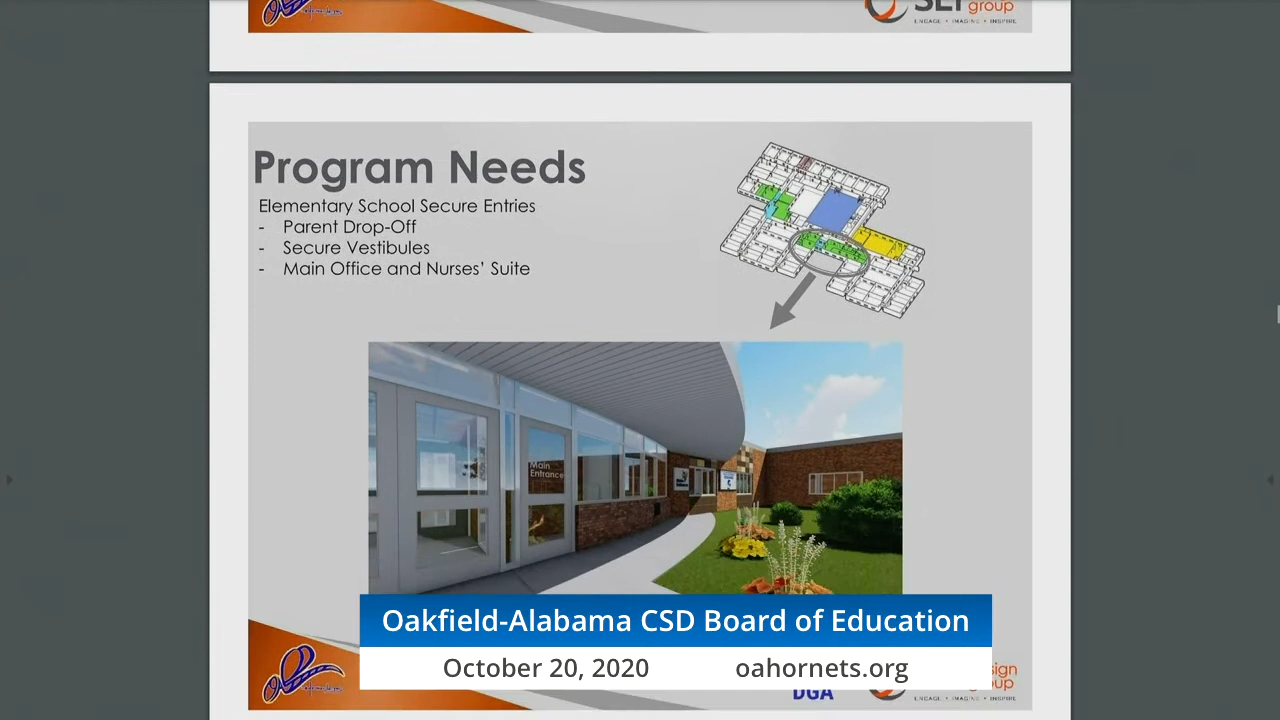 group
ENGAGE • IMAGINE • INSPIRE
Program Needs
Elementary School Secure Entries
- Parent Drop-Off
- Secure Vestibules
- Main Office and Nurses' Suite
Main
Entrance
Oakfield-Alabama CSD Board of Education
October 20, 2020 oahornets.org
DGA
ENGAGE • IMAGINE • INSPIRE